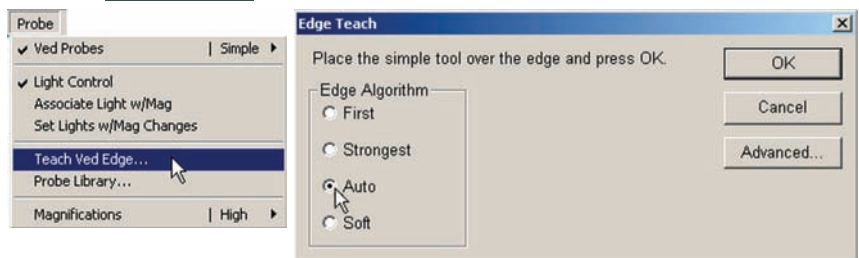 Probe
Ved Probes | Simple
Light Control
Associate Light w/Mag
Set Lights w/Mag Changes
Teach Ved Edge...
Probe Library...
Magnifications | High
Edge Teach
Place the simple tool over the edge and press OK.
Edge Algorithm
First
Strongest
Auto
Soft
OK
Cancel
Advanced...